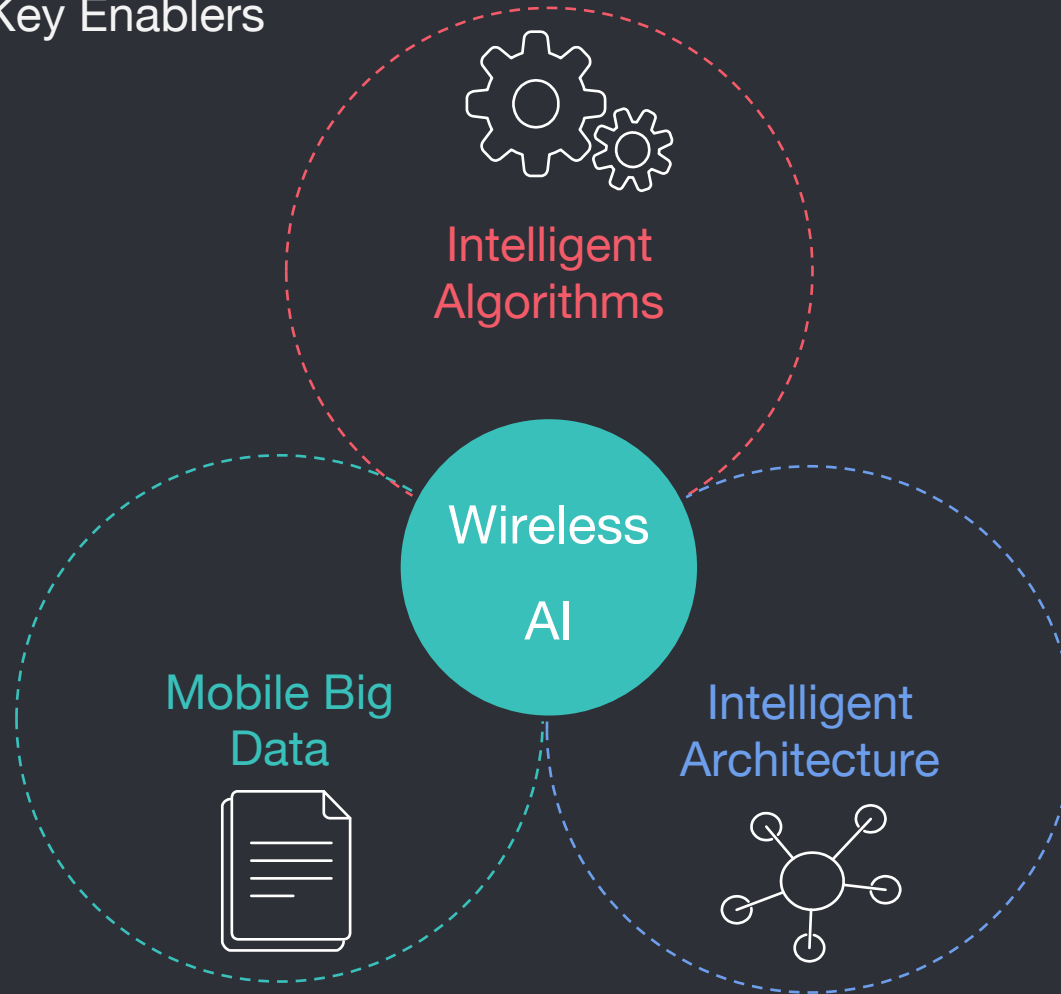 Key Enablers
Intelligent
Algorithms
Wireless
AI
Mobile Big
Data
Intelligent
Architecture